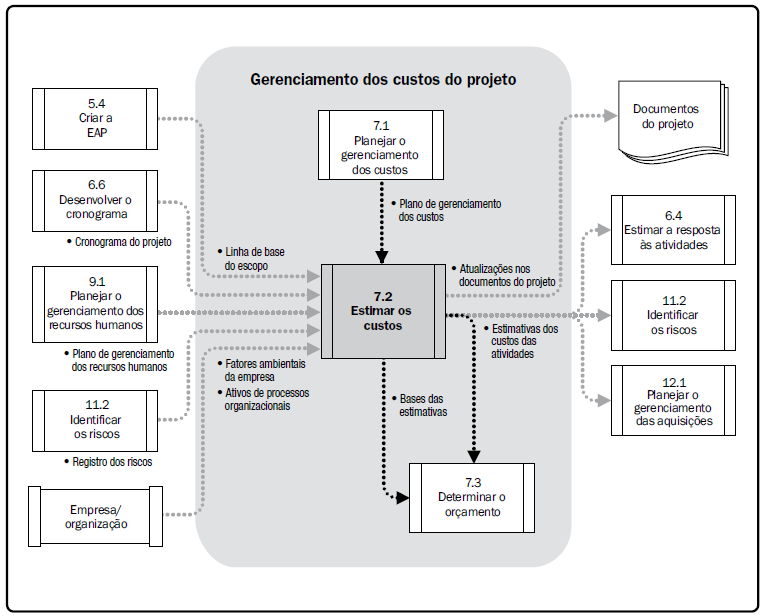 Gerenciamento dos custos do projeto
5.4
Criar a
EAP
6.6
Desenvolver o
cronograma
• Cronograma do projeto
9.1
Planejar o
gerenciamento dos
recursos humanos
• Plano de gerenciamento
dos recursos humanos
11.2
Identificar
os riscos
• Registro dos riscos
Empresa/
organização
7.1
Planejar o
gerenciamento
dos custos
• Plano de gerenciamento
dos custos
• Linha de base
do escopo
7.2
Estimar os
custos
• Fatores ambientais
da empresa
• Ativos de processos
organizacionais
• Atualizações nos
documentos do projeto
• Estimativas dos
custos das
atividades
• Bases das
estimativas
7.3
Determinar o
orçamento
Documentos
do projeto
6.4
Estimar a resposta
às atividades
11.2
Identificar
os riscos
12.1
Planejar o
gerenciamento
das aquisições